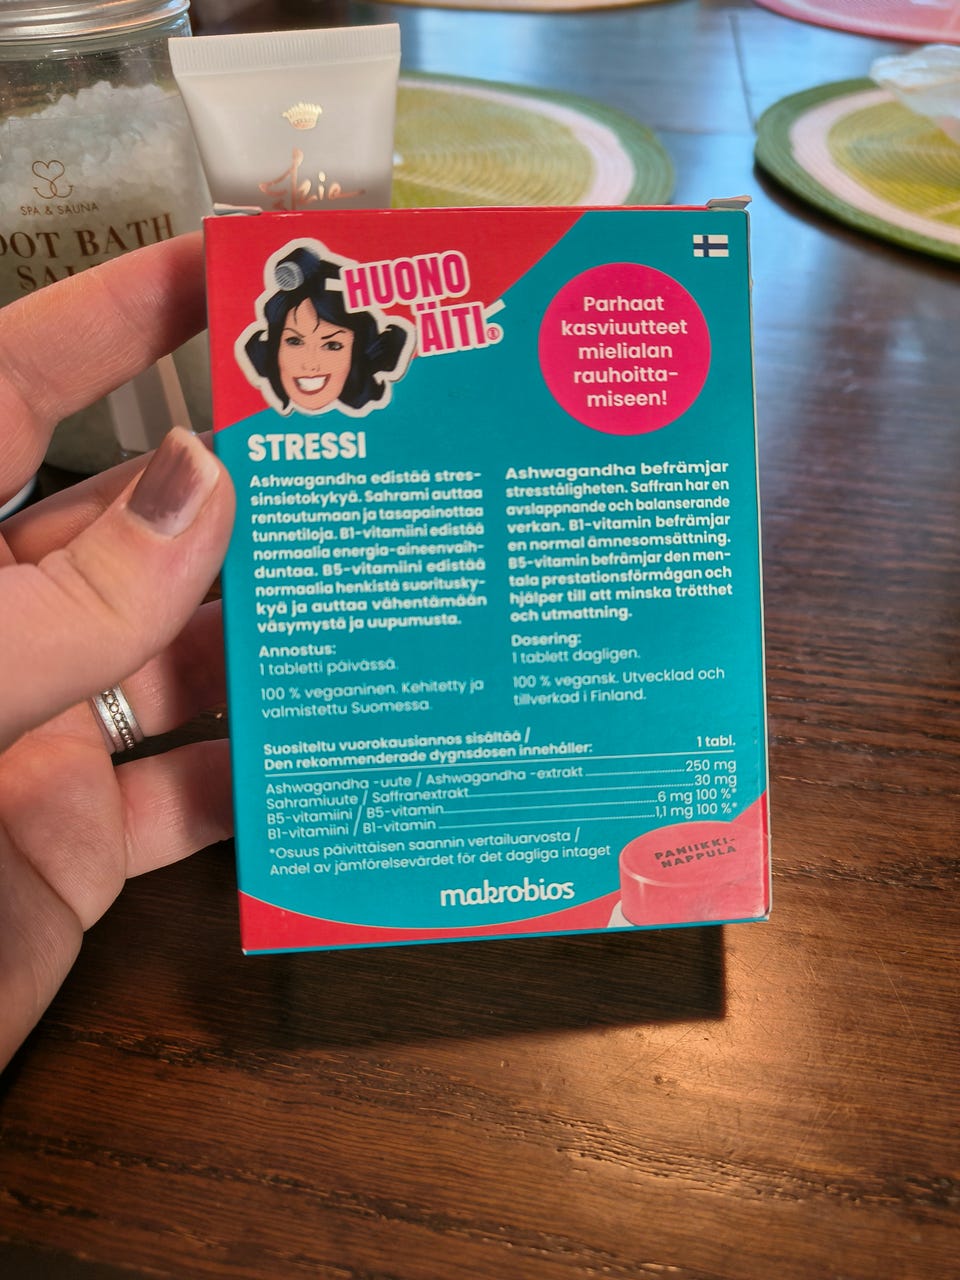 SPA & SAUNA
OOT BATH
HUONO
ÄITI®
Parhaat
kasviuutteet
mielialan
rauhoitta-
miseen!
STRESSI
Ashwagandha edistää stres-
sinsietokykyä. Sahrami auttaa
rentoutumaan ja tasapainottaa
tunnetiloja. B1-vitamiini edistää
normaalia energia-aineenvaih-
duntaa. B5-vitamiini edistää
normaalia henkistä suoritusky-
kyä ja auttaa vähentämään
väsymystä ja uupumusta.
Annostus:
1 tabletti päivässä.
100 % vegaaninen. Kehitetty ja
valmistettu Suomessa.
Ashwagandha befrämjar
stresståligheten. Saffran har en
avslappnande och balanserande
verkan. B1-vitamin befrämjar
en normal ämnesomsättning.
B5-vitamin befrämjar den men-
tala prestationsförmågan och
hjälper till att minska trötthet
och utmattning.
Dosering:
1 tablett dagligen.
100 % vegansk. Utvecklad och
tillverkad i Finland.
Suositeltu vuorokausiannos sisältää /
Den rekommenderade dygnsdosen innehåller: 1 tabl.
Ashwagandha -uute / Ashwagandha -extrakt 250 mg
Sahramiuute / Saffranextrakt 30 mg
B5-vitamiini / B5-vitamin 6 mg 100 %*
B1-vitamiini / B1-vitamin 1,1 mg 100 %*
*Osuus päivittäisen saannin vertailuarvosta /
Andel av jämförelsevärdet för det dagliga intaget
makrobios
PANIIKKI-
NAPPULA